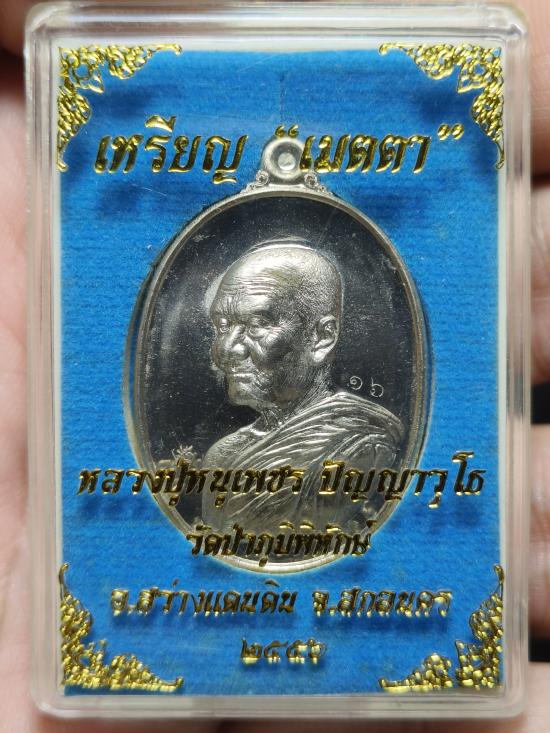 เหรียญ “เมตตา”
๑๖
หลวงปู่หนูเพชร ปัญญาวุโธ
วัดป่าภูมิพิทักษ์
อ.สว่างแดนดิน จ.สกลนคร
๒๕๕๖